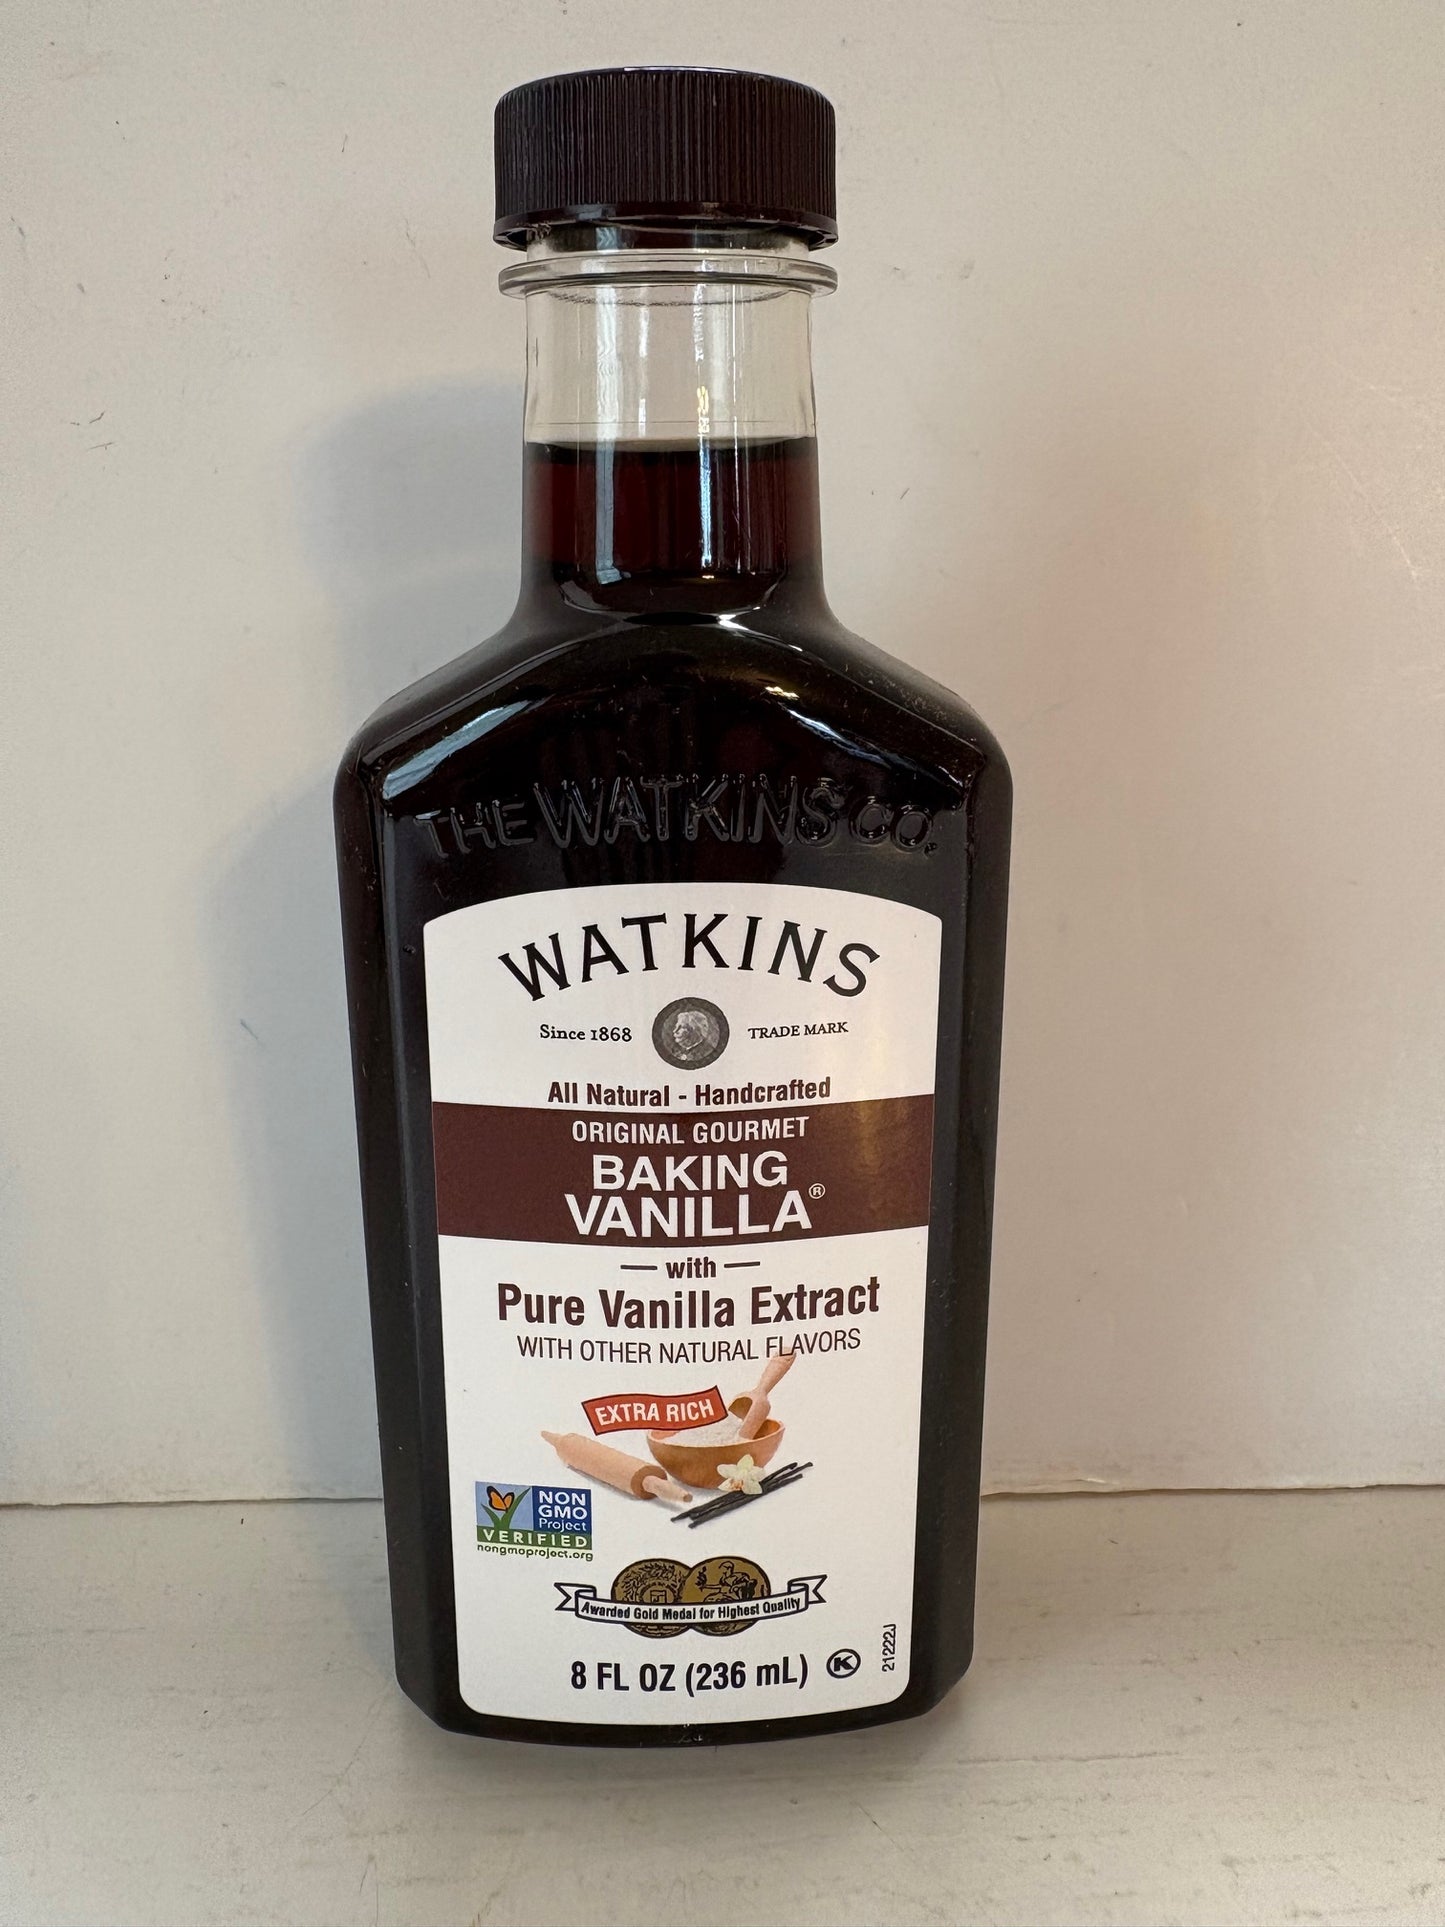 THE WATKINS CO.
WATKINS
Since 1868 TRADE MARK
All Natural - Handcrafted
ORIGINAL GOURMET
BAKING
VANILLA®
with
Pure Vanilla Extract
WITH OTHER NATURAL FLAVORS
EXTRA RICH
NON
GMO
Project
VERIFIED
nongmoproject.org
Awarded Gold Medal for Highest Quality
8 FL OZ (236 mL) K
21222J